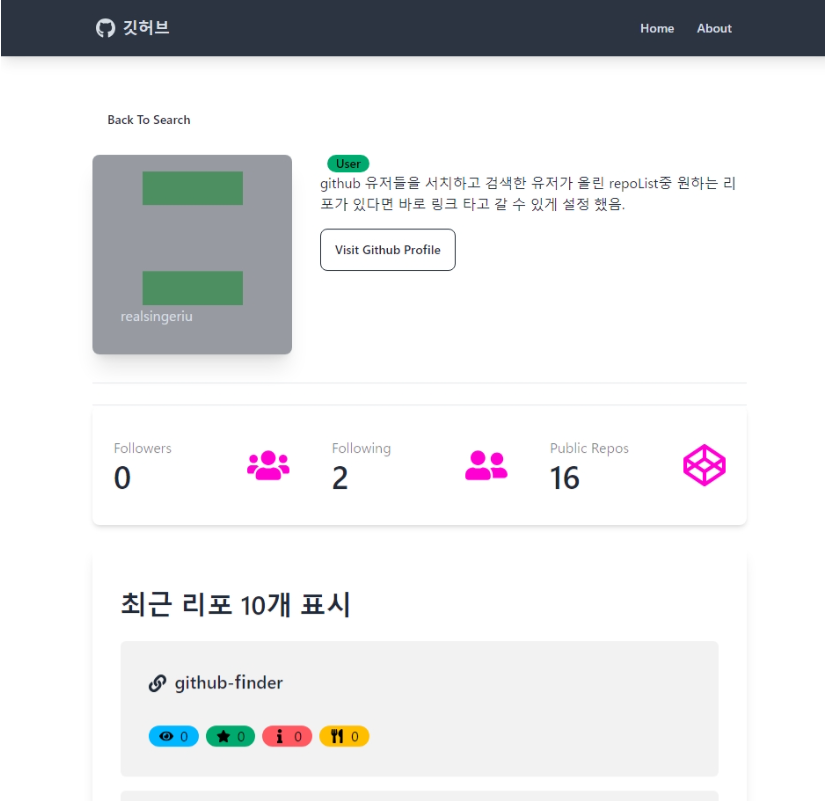 깃허브
Home
About
Back To Search
User
github 유저들을 서치하고 검색한 유저가 올린 repoList중 원하는 리
포가 있다면 바로 링크 타고 갈 수 있게 설정 했음.
Visit Github Profile
realsingeriu
Followers
0
Following
2
Public Repos
16
최근 리포 10개 표시
github-finder
0
0
0
0